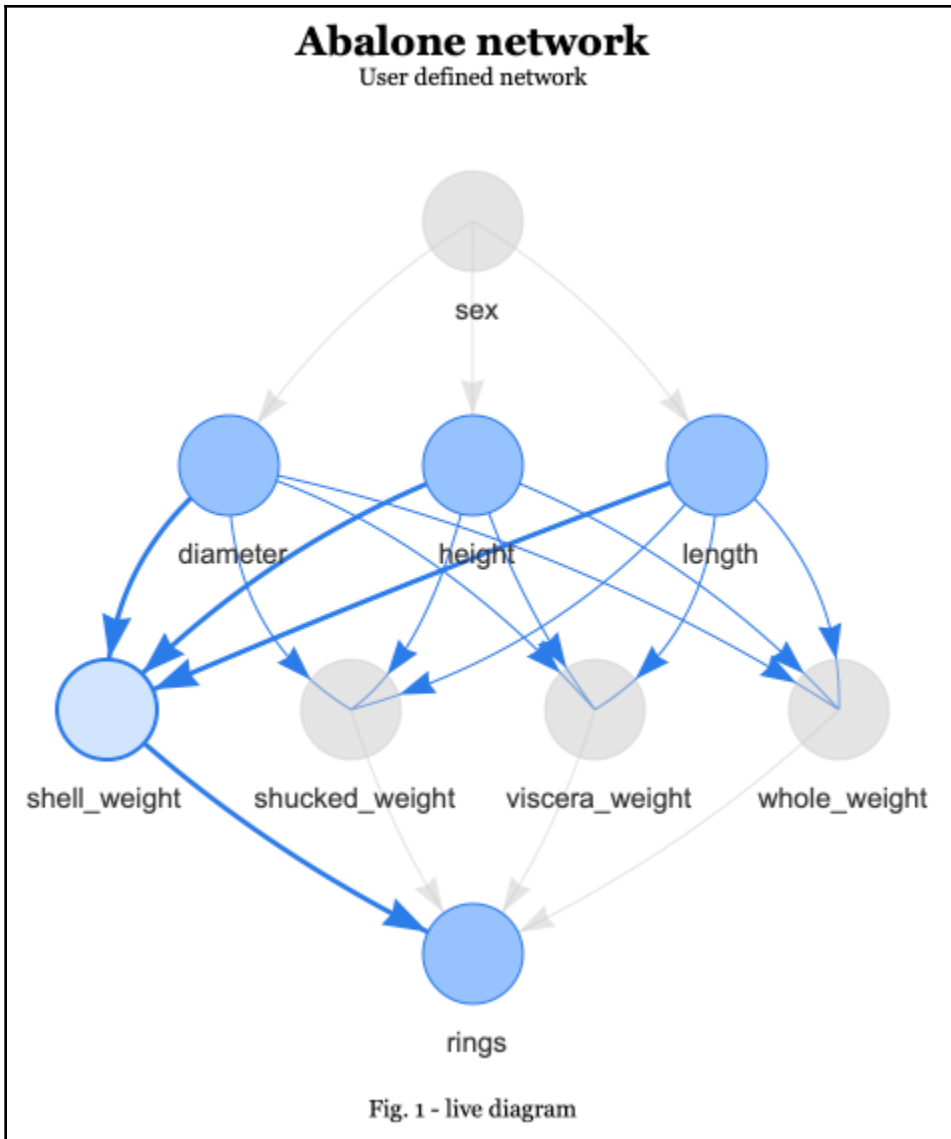 Abalone network
User defined network
sex
diameter
height
length
shell_weight
shucked_weight
viscera_weight
whole_weight
rings
Fig. 1 - live diagram